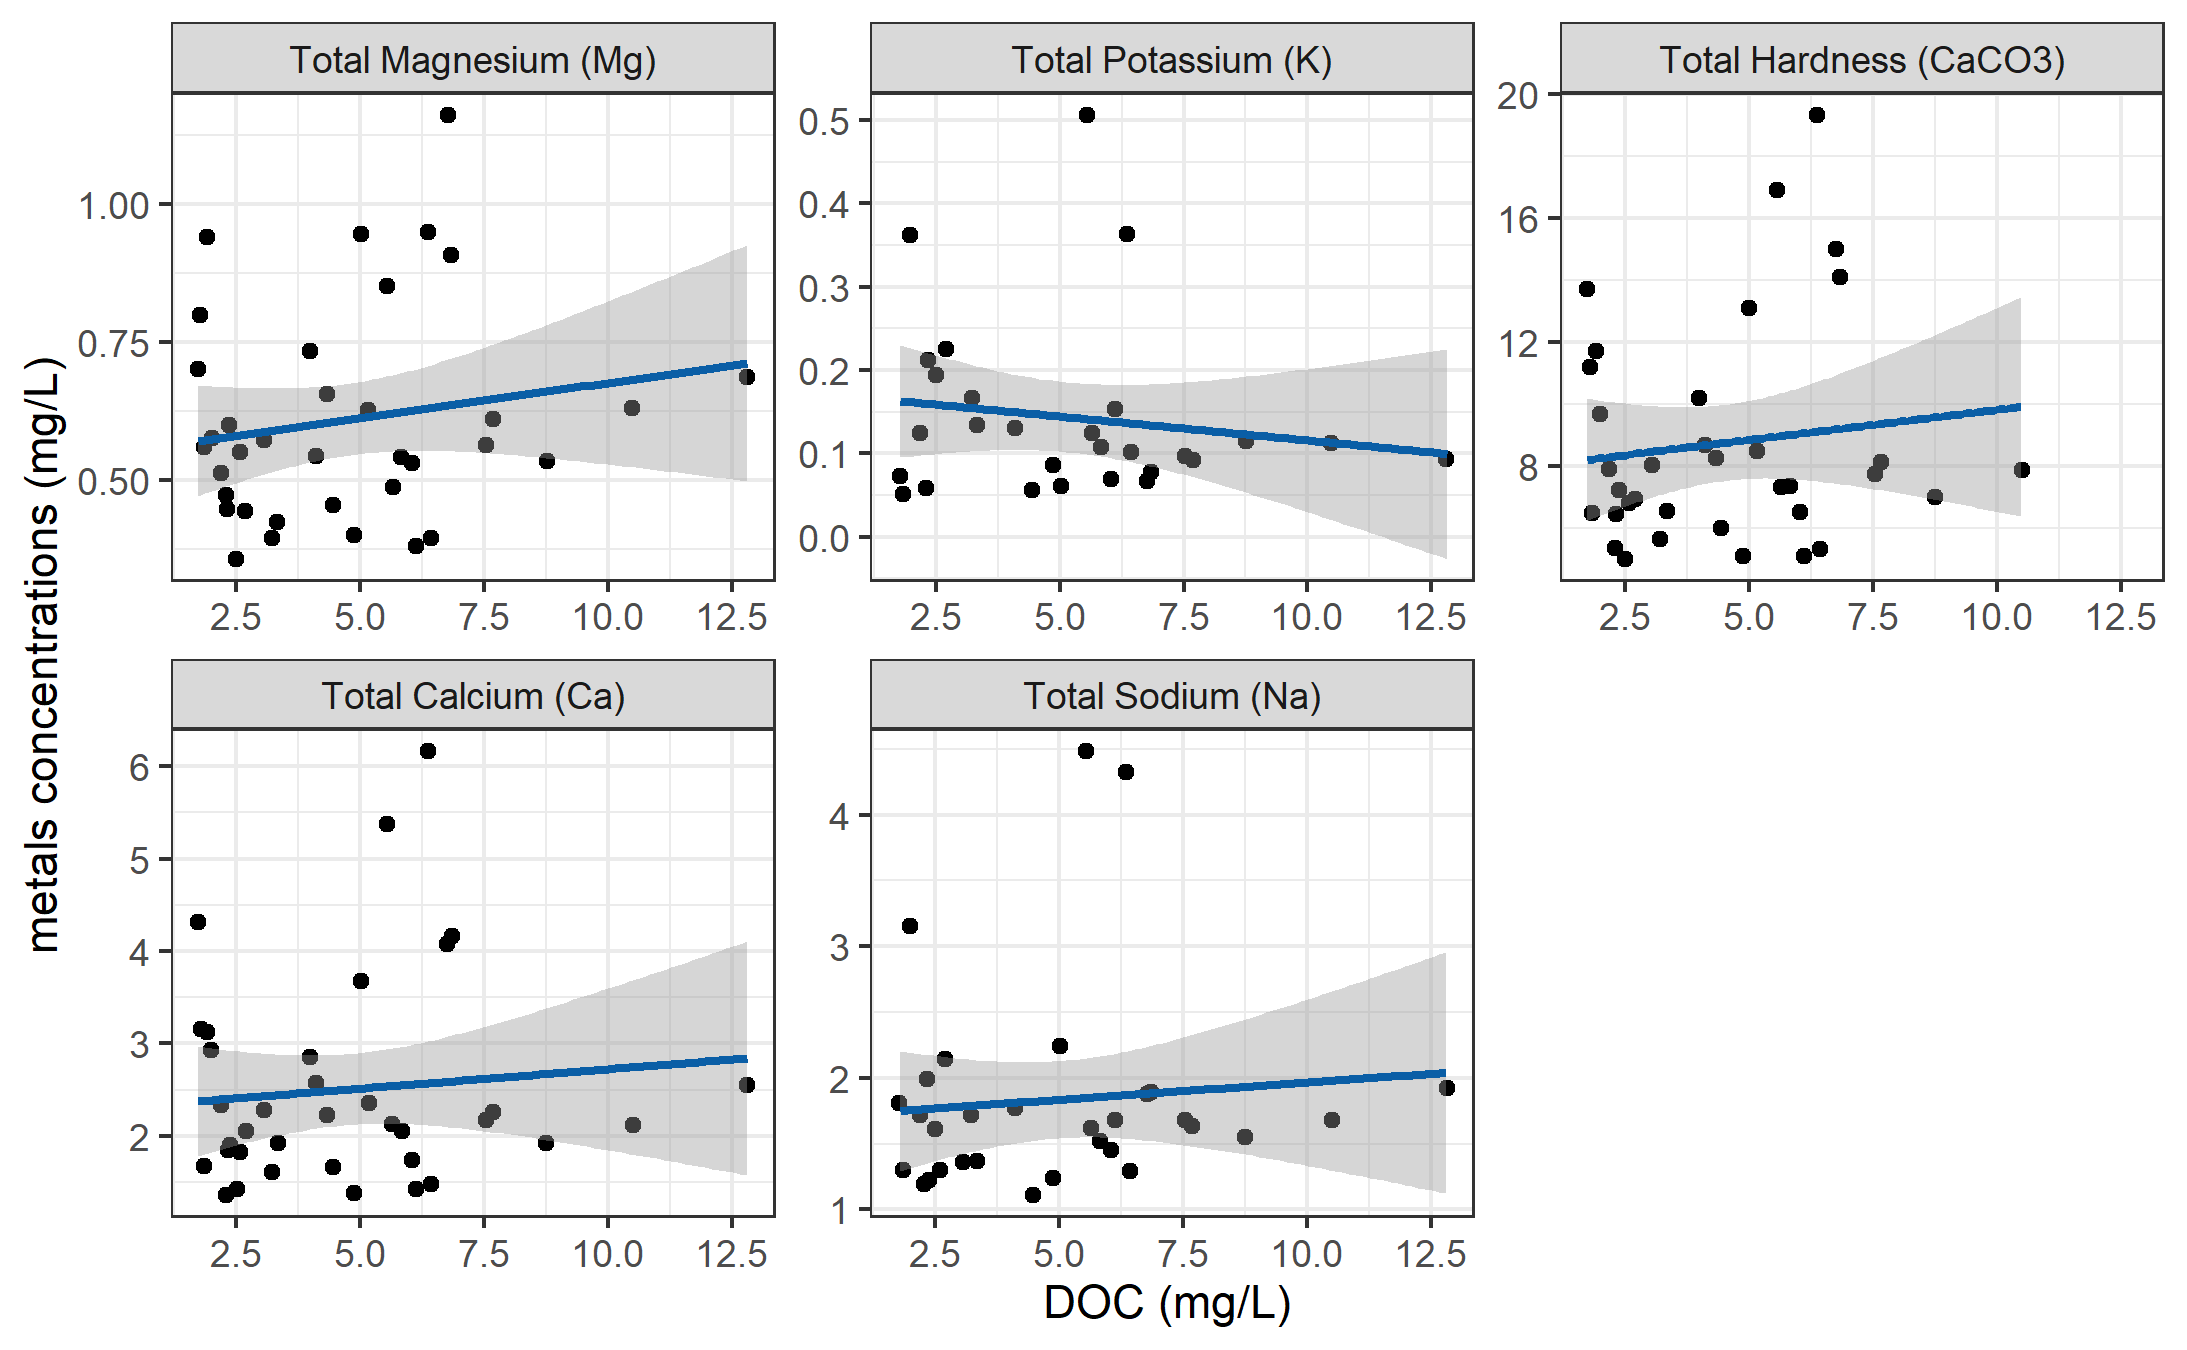 Total Magnesium (Mg)
Total Potassium (K)
Total Hardness (CaCO3)
1.00
0.75
0.50
2.5 5.0 7.5 10.0 12.5
0.5
0.4
0.3
0.2
0.1
0.0
2.5 5.0 7.5 10.0 12.5
20
16
12
8
2.5 5.0 7.5 10.0 12.5
metals concentrations (mg/L)
Total Calcium (Ca)
Total Sodium (Na)
6
5
4
3
2
2.5 5.0 7.5 10.0 12.5
4
3
2
1
2.5 5.0 7.5 10.0 12.5
DOC (mg/L)